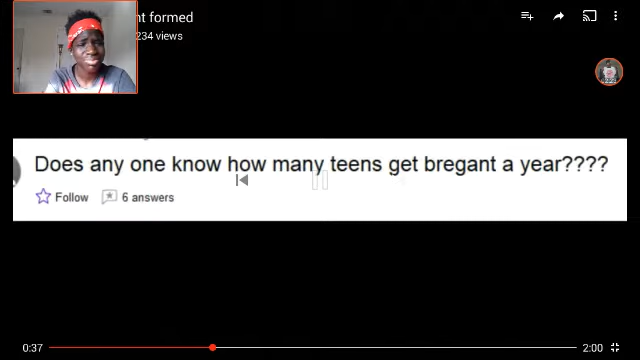 nt formed
234 views
Does any one know how many teens get bregant a year????
Follow 6 answers
0:37 2:00